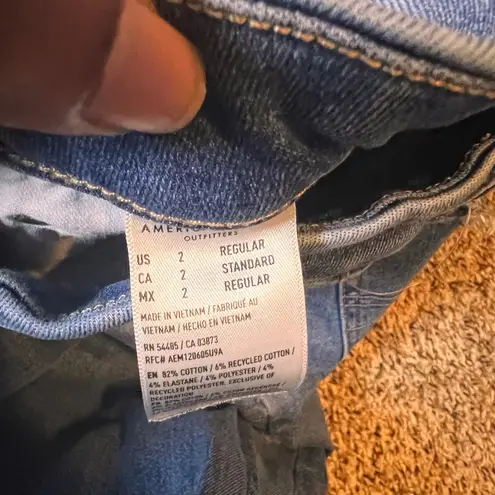 OUTFITTERS
US 2 REGULAR
CA 2 STANDARD
MX 2 REGULAR
MADE IN VIETNAM / FABRIQUÉ AU
VIETNAM / HECHO EN VIETNAM
RN 54485 / CA 03873
RFC# AEM120605U9A
EN 82% COTTON / 6% RECYCLED COTTON /
4% ELASTANE / 4% POLYESTER / 4%
RECYCLED POLYESTER, EXCLUSIVE OF